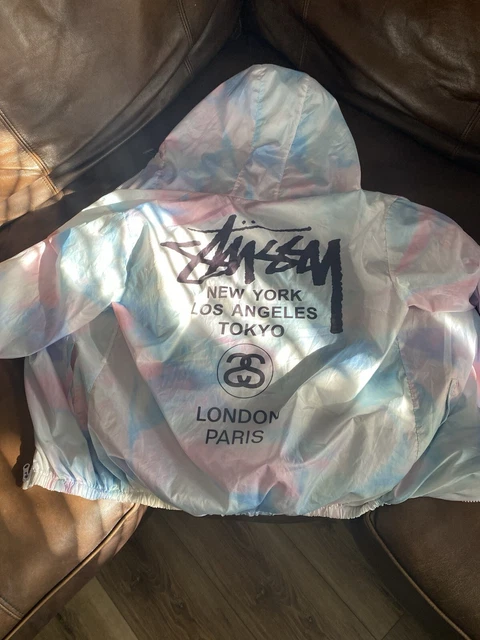 STÜSSY
NEW YORK
LOS ANGELES
TOKYO
LONDON
PARIS